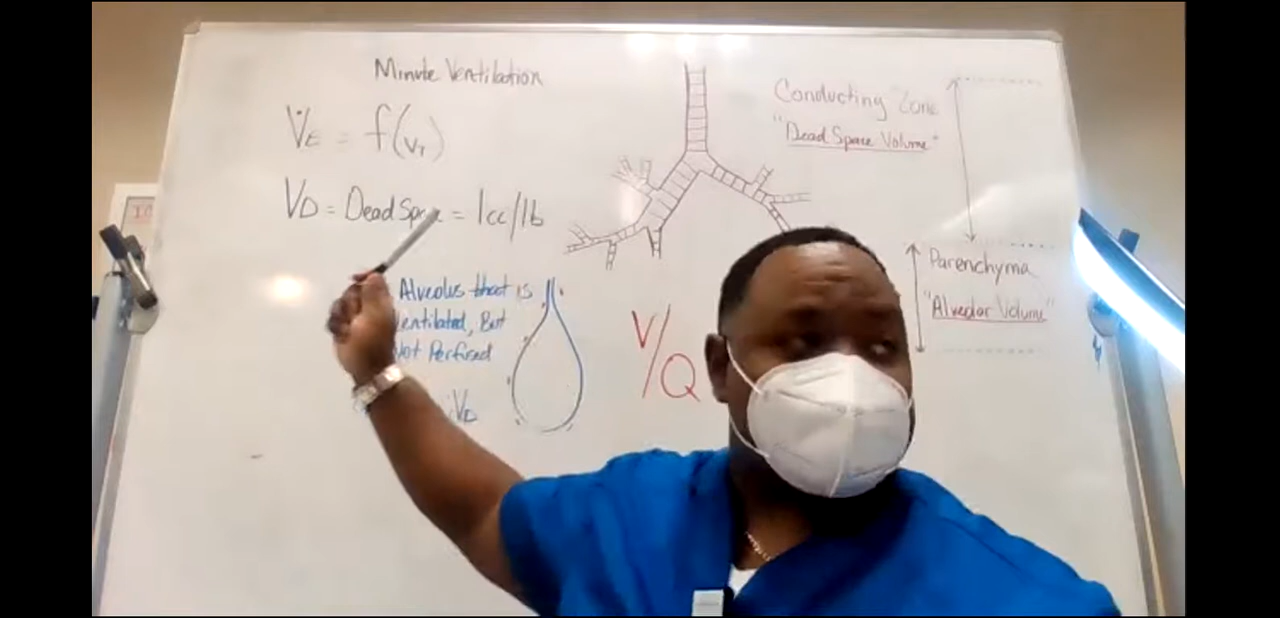 Minute Ventilation
V̇E = f(VT)
VD = Dead Space = 1cc/lb
Alveolus that is
Ventilated, But
Not Perfused
VD
V/Q
Conducting Zone
"Dead Space Volume"
Parenchyma
"Alveolar Volume"